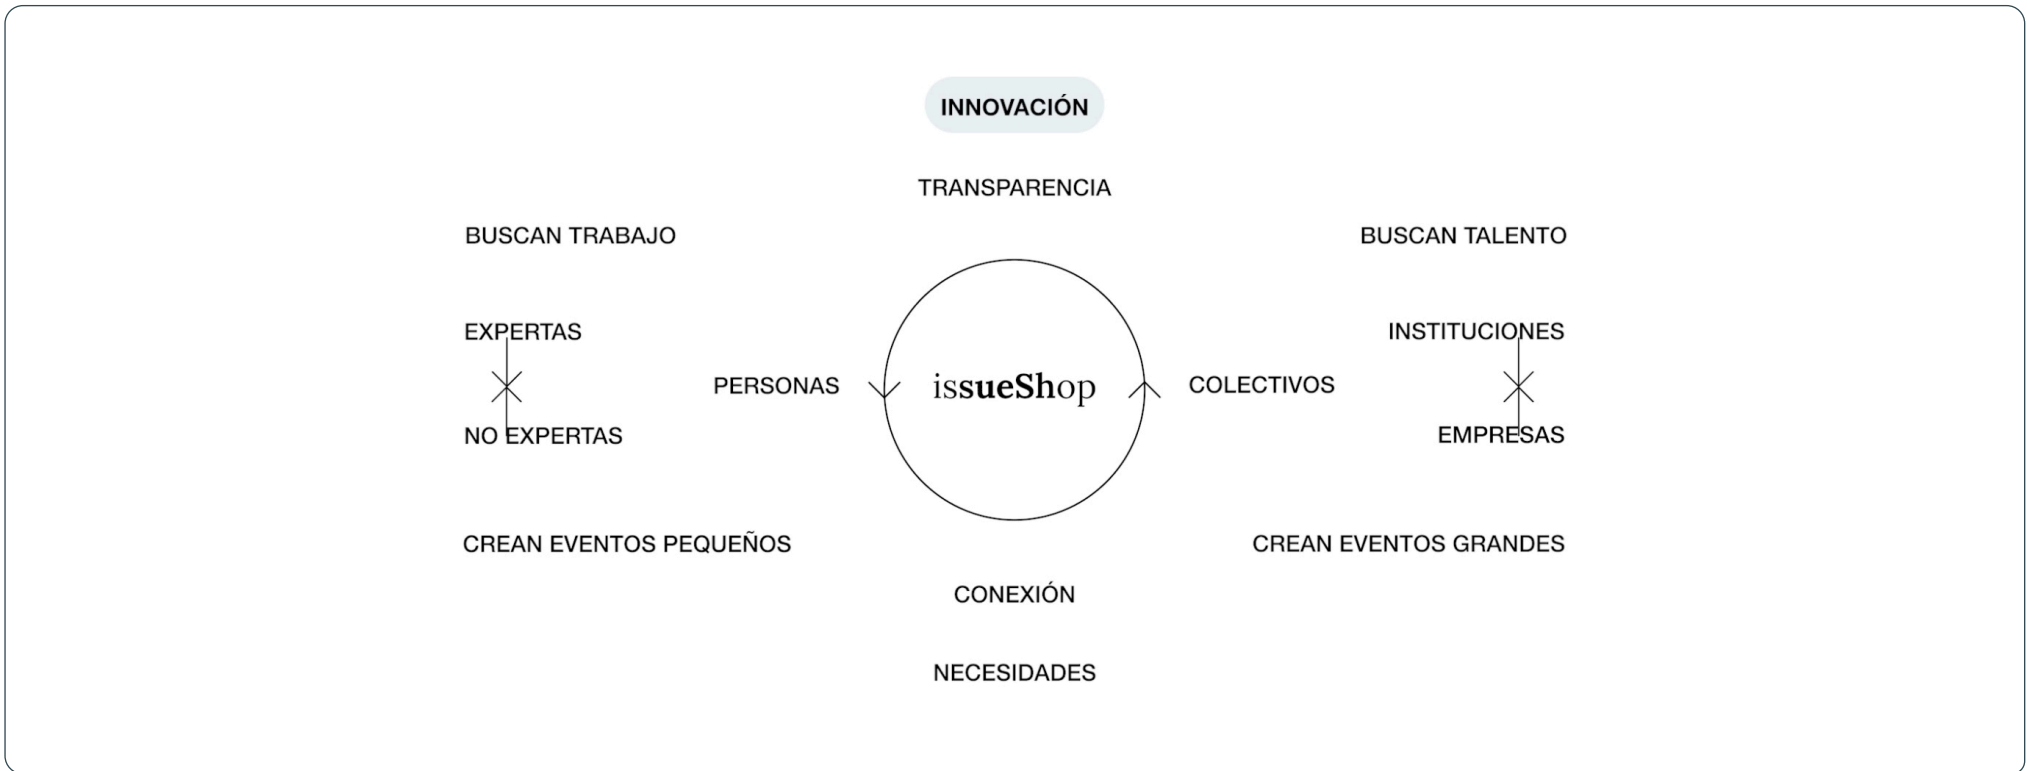 INNOVACIÓN
TRANSPARENCIA
BUSCAN TRABAJO
BUSCAN TALENTO
EXPERTAS
INSTITUCIONES
PERSONAS
issueShop
COLECTIVOS
NO EXPERTAS
EMPRESAS
CREAN EVENTOS PEQUEÑOS
CREAN EVENTOS GRANDES
CONEXIÓN
NECESIDADES